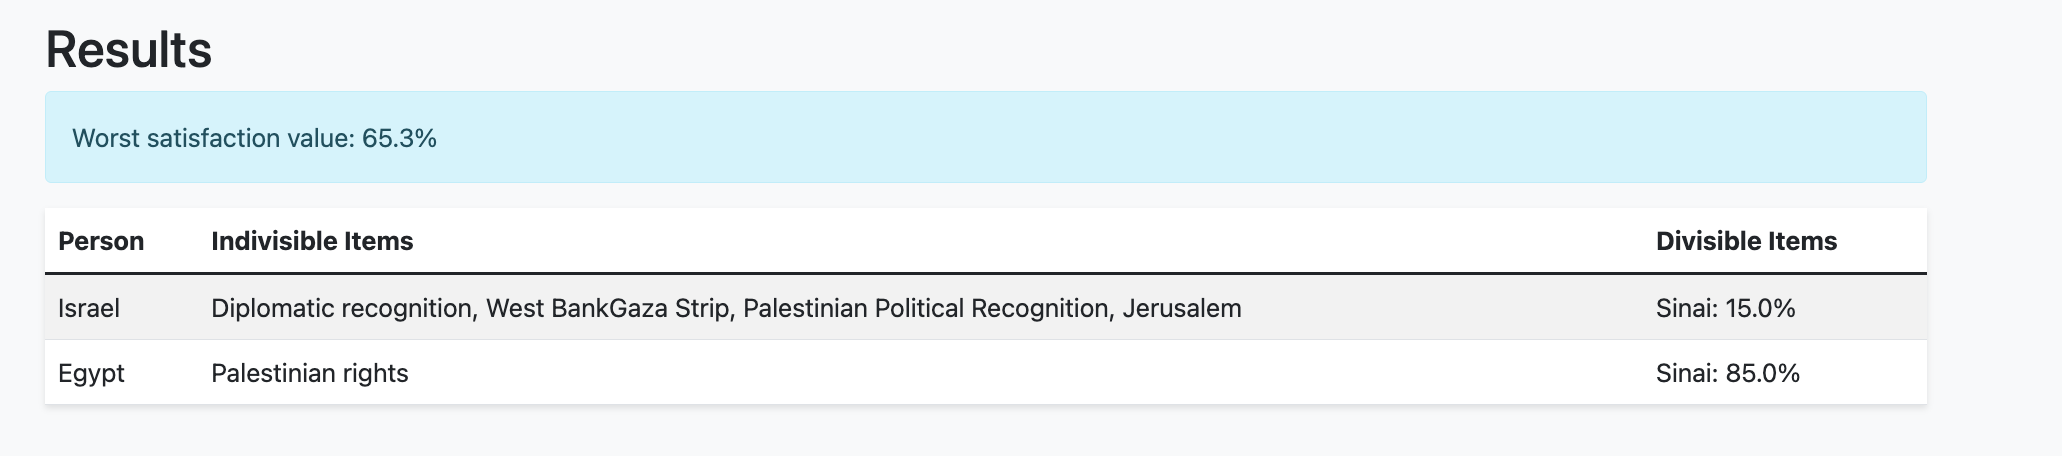 Results
Worst satisfaction value: 65.3%
Person Indivisible Items Divisible Items
Israel Diplomatic recognition, West BankGaza Strip, Palestinian Political Recognition, Jerusalem Sinai: 15.0%
Egypt Palestinian rights Sinai: 85.0%